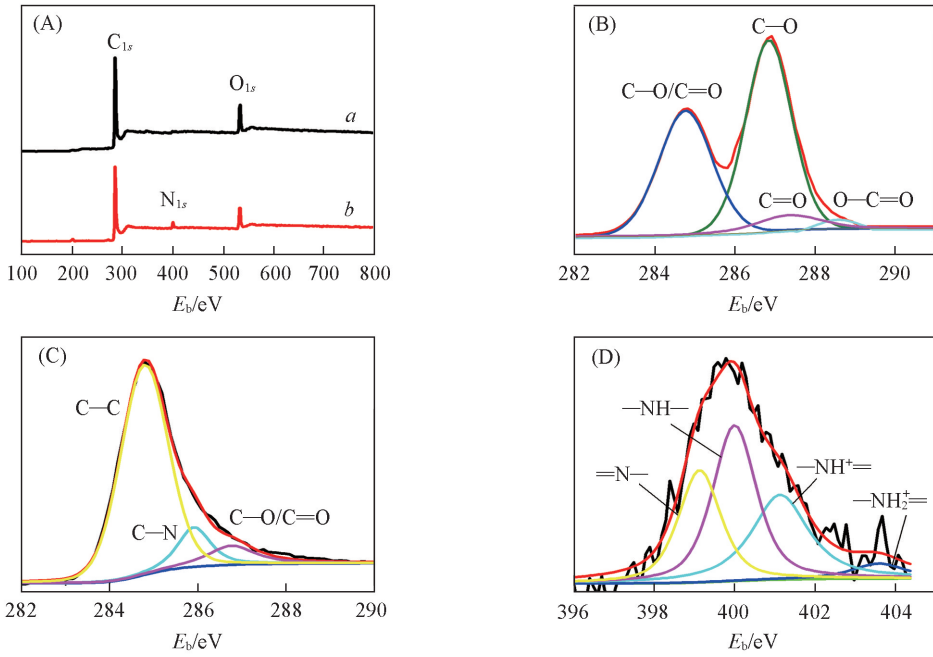 (A)
C1s
O1s
a
N1s
b
100 200 300 400 500 600 700 800
Eb/eV
(B)
C—O
C—O/C=O
C=O
O—C=O
282 284 286 288 290
Eb/eV
(C)
C—C
C—N
C—O/C=O
282 284 286 288 290
Eb/eV
(D)
—NH—
=N—
—NH⁺=
—NH₂⁺=
396 398 400 402 404
Eb/eV